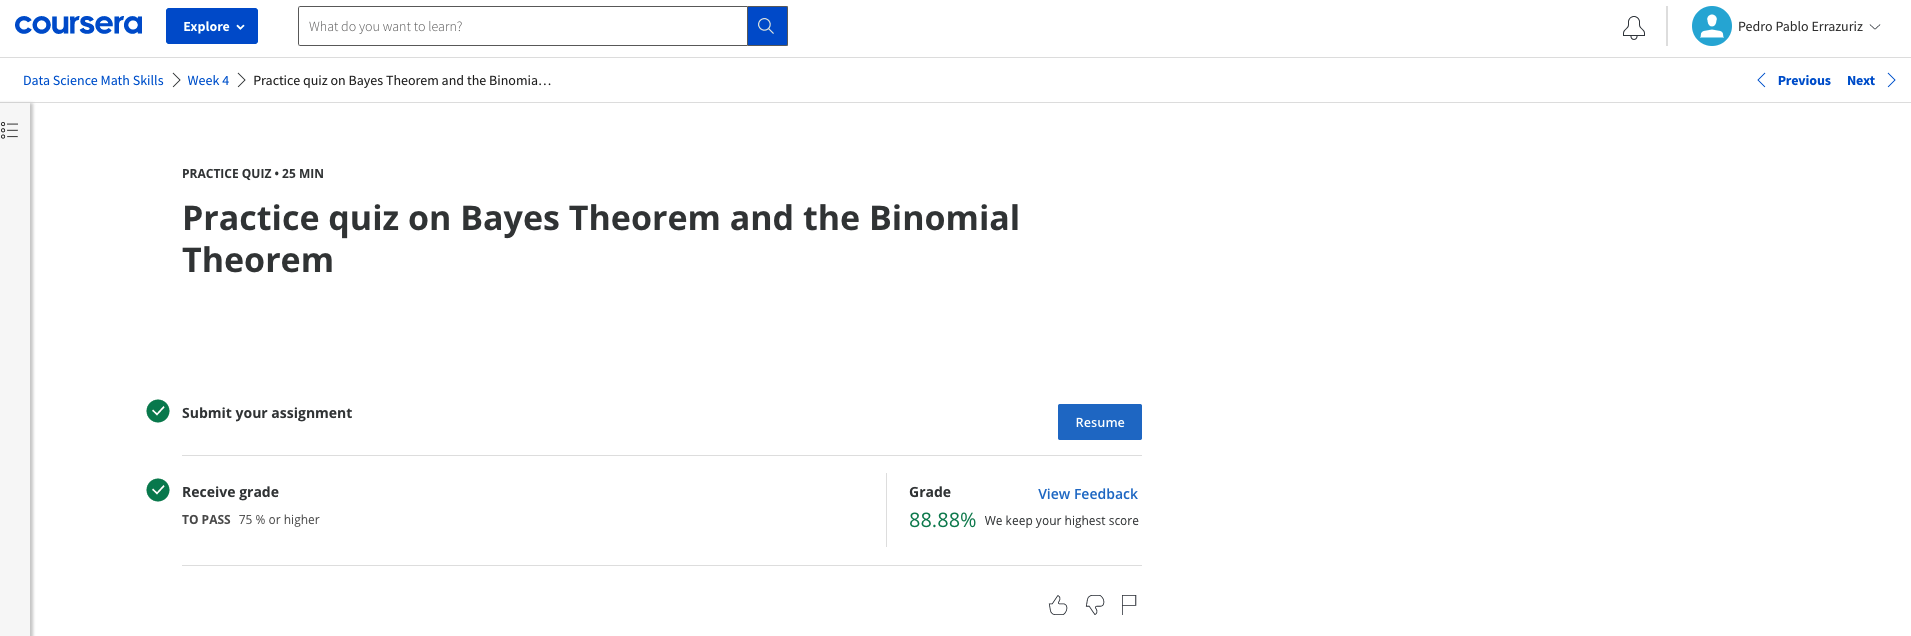 coursera
Explore
What do you want to learn?
Pedro Pablo Errazuriz
Data Science Math Skills
Week 4
Practice quiz on Bayes Theorem and the Binomia...
Previous
Next
PRACTICE QUIZ • 25 MIN
Practice quiz on Bayes Theorem and the Binomial
Theorem
Submit your assignment
Resume
Receive grade
TO PASS 75 % or higher
Grade
View Feedback
88.88%
We keep your highest score